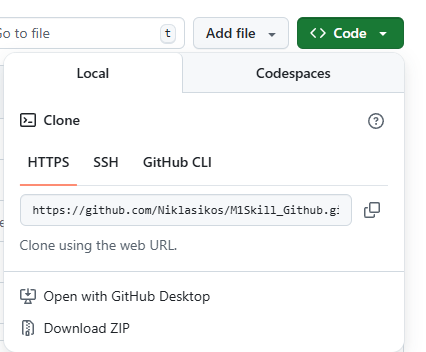 Go to file t Add file Code
Local Codespaces
Clone
HTTPS SSH GitHub CLI
https://github.com/Niklasikos/M1Skill_Github.gi
Clone using the web URL.
Open with GitHub Desktop
Download ZIP